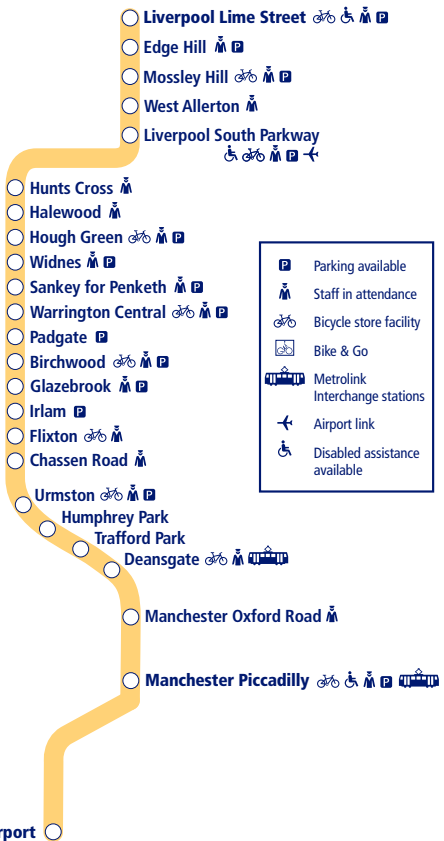 Liverpool Lime Street P
Edge Hill P
Mossley Hill P
West Allerton
Liverpool South Parkway
P
Hunts Cross
Halewood
Hough Green P
Widnes P
Sankey for Penketh P
Warrington Central P
Padgate P
Birchwood P
Glazebrook P
Irlam P
Flixton
Chassen Road
Urmston P
Humphrey Park
Trafford Park
Deansgate
Manchester Oxford Road
Manchester Piccadilly P
P Parking available
Staff in attendance
Bicycle store facility
Bike & Go
Metrolink
Interchange stations
Airport link
Disabled assistance
available